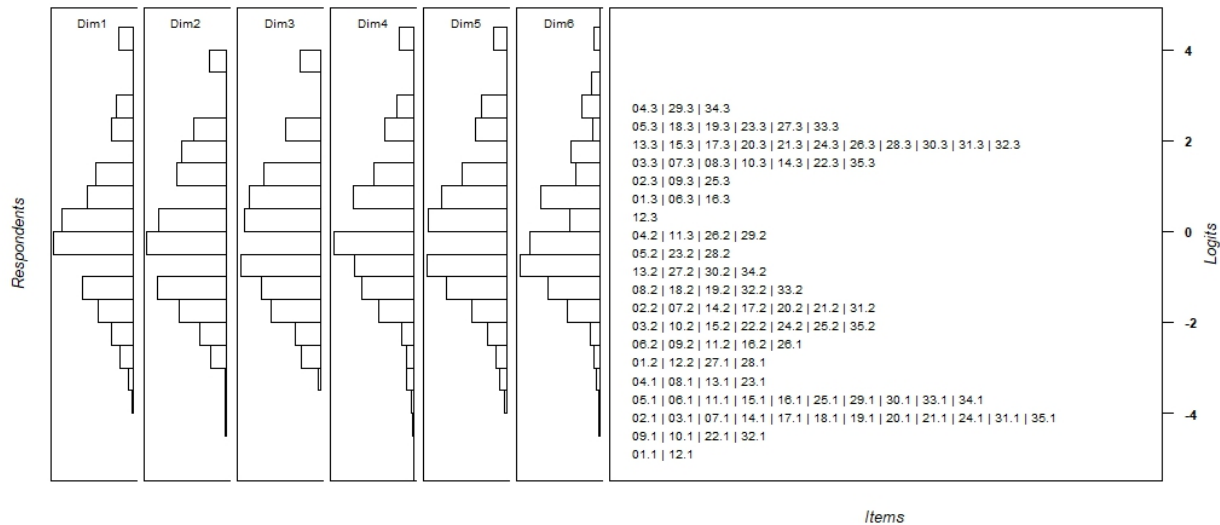 Dim1 Dim2 Dim3 Dim4 Dim5 Dim6
Respondents
04.3 | 29.3 | 34.3
05.3 | 18.3 | 19.3 | 23.3 | 27.3 | 33.3
13.3 | 15.3 | 17.3 | 20.3 | 21.3 | 24.3 | 26.3 | 28.3 | 30.3 | 31.3 | 32.3
03.3 | 07.3 | 08.3 | 10.3 | 14.3 | 22.3 | 35.3
02.3 | 09.3 | 25.3
01.3 | 06.3 | 16.3
12.3
04.2 | 11.3 | 26.2 | 29.2
05.2 | 23.2 | 28.2
13.2 | 27.2 | 30.2 | 34.2
08.2 | 18.2 | 19.2 | 32.2 | 33.2
02.2 | 07.2 | 14.2 | 17.2 | 20.2 | 21.2 | 31.2
03.2 | 10.2 | 15.2 | 22.2 | 24.2 | 25.2 | 35.2
06.2 | 09.2 | 11.2 | 16.2 | 26.1
01.2 | 12.2 | 27.1 | 28.1
04.1 | 08.1 | 13.1 | 23.1
05.1 | 06.1 | 11.1 | 15.1 | 16.1 | 25.1 | 29.1 | 30.1 | 33.1 | 34.1
02.1 | 03.1 | 07.1 | 14.1 | 17.1 | 18.1 | 19.1 | 20.1 | 21.1 | 24.1 | 31.1 | 35.1
09.1 | 10.1 | 22.1 | 32.1
01.1 | 12.1
4
2
0
-2
-4
Logits
Items